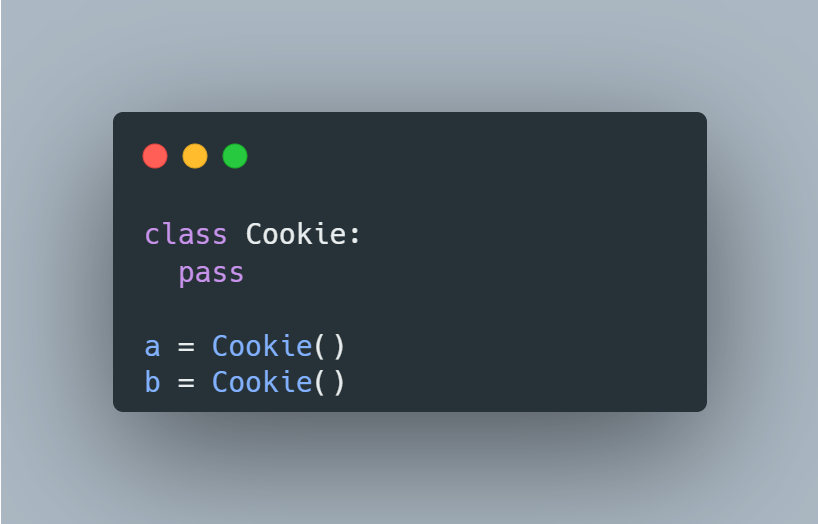 class Cookie:
  pass
a = Cookie()
b = Cookie()